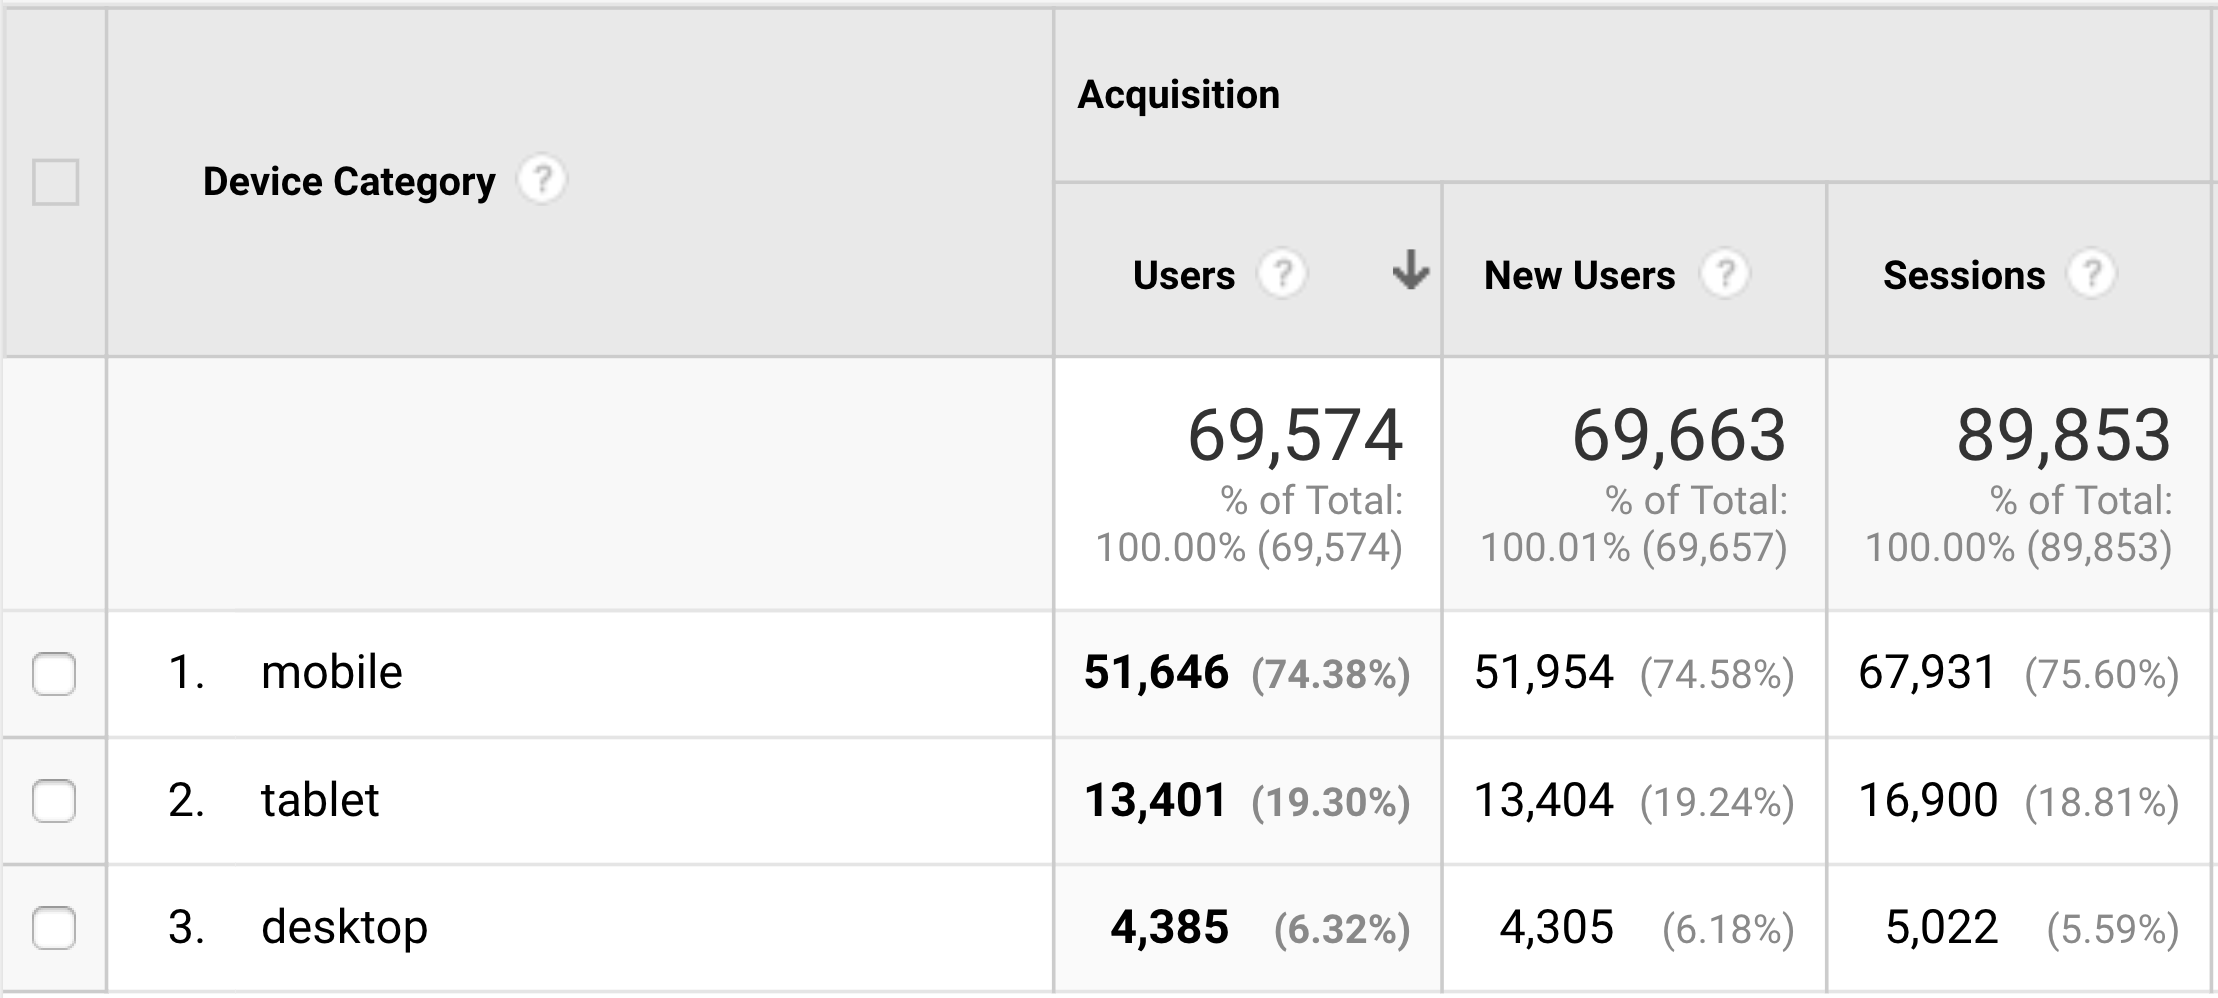 Acquisition
Device Category ?
Users ? New Users ? Sessions ?
69,574 69,663 89,853
% of Total: % of Total: % of Total:
100.00% (69,574) 100.01% (69,657) 100.00% (89,853)
1. mobile 51,646 (74.38%) 51,954 (74.58%) 67,931 (75.60%)
2. tablet 13,401 (19.30%) 13,404 (19.24%) 16,900 (18.81%)
3. desktop 4,385 (6.32%) 4,305 (6.18%) 5,022 (5.59%)